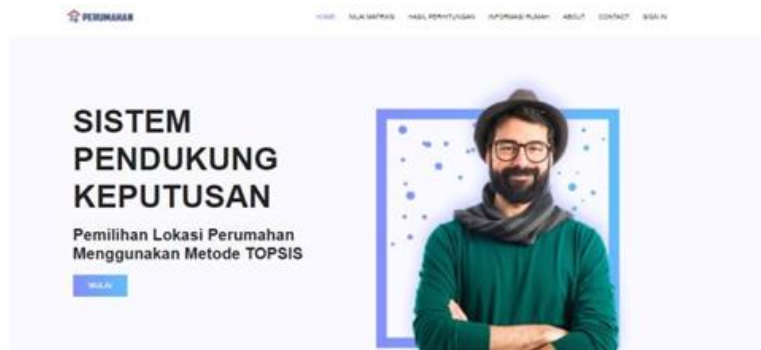 PERUMAHAN
HOME NILAI MATRIKS HASIL PERHITUNGAN INFORMASI RUMAH ABOUT CONTACT SIGN IN
SISTEM
PENDUKUNG
KEPUTUSAN
Pemilihan Lokasi Perumahan
Menggunakan Metode TOPSIS
MULAI